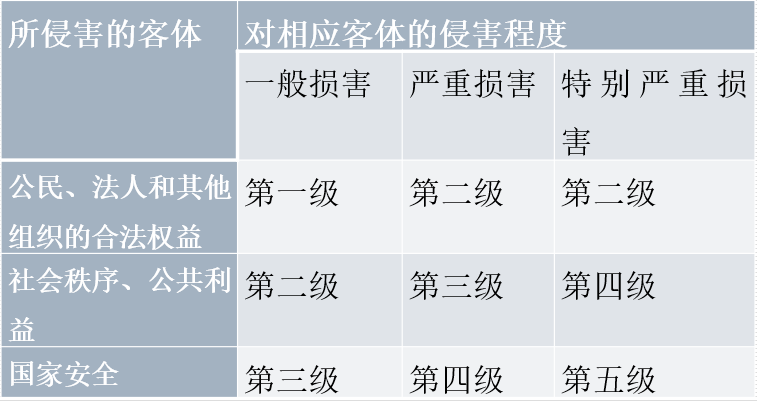 所侵害的客体
对相应客体的侵害程度
一般损害
严重损害
特别严重损
害
公民、法人和其他
组织的合法权益
第一级
第二级
第二级
社会秩序、公共利
益
第二级
第三级
第四级
国家安全
第三级
第四级
第五级